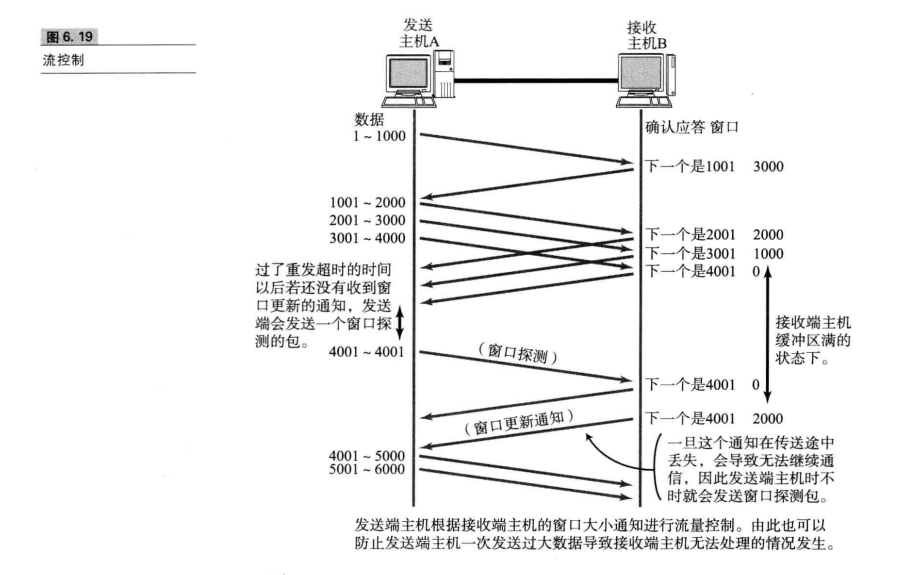 图6.19
流控制
发送
主机A
接收
主机B
数据
1～1000
确认应答 窗口
下一个是1001 3000
1001～2000
2001～3000
3001～4000
下一个是2001 2000
下一个是3001 1000
下一个是4001 0
过了重发超时的时间
以后若还没有收到窗
口更新的通知，发送
端会发送一个窗口探
测的包。
接收端主机
缓冲区满的
状态下。
4001～4001
（窗口探测）
下一个是4001 0
下一个是4001 2000
（窗口更新通知）
一旦这个通知在传送途中
丢失，会导致无法继续通
信，因此发送端主机时不
时就会发送窗口探测包。
4001～5000
5001～6000
发送端主机根据接收端主机的窗口大小通知进行流量控制。由此也可以
防止发送端主机一次发送过大数据导致接收端主机无法处理的情况发生。